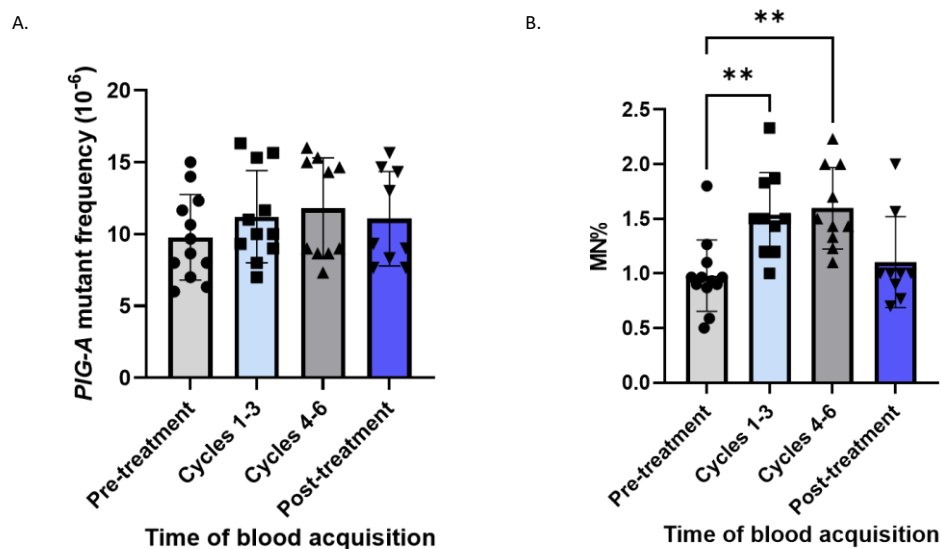 A.
PIG-A mutant frequency (10-6)
20
15
10
5
0
Pre-treatment
Cycles 1-3
Cycles 4-6
Post-treatment
Time of blood acquisition
B.
**
**
MN%
2.5
2.0
1.5
1.0
0.5
0.0
Pre-treatment
Cycles 1-3
Cycles 4-6
Post-treatment
Time of blood acquisition